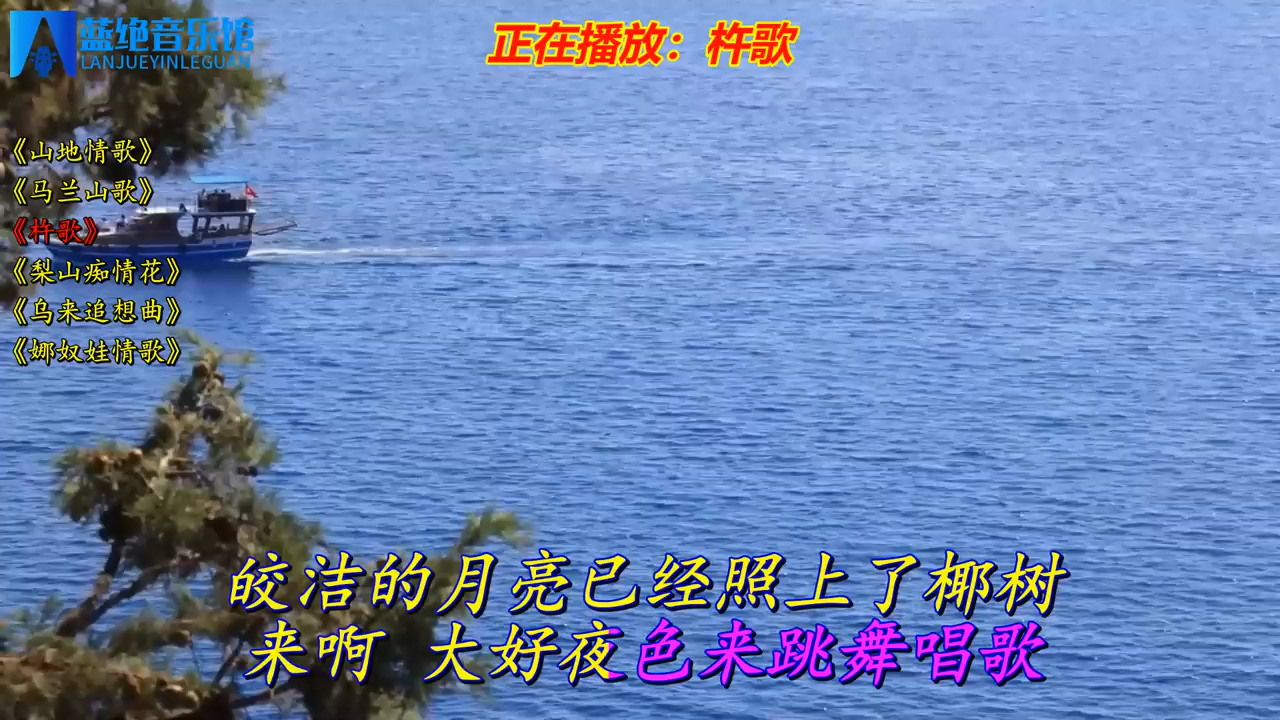 蓝绝音乐馆
LANJUEYINLEGUAN
正在播放：杵歌
《山地情歌》
《马兰山歌》
《杵歌》
《梨山痴情花》
《乌来追想曲》
《娜奴娃情歌》
皎洁的月亮已经照上了椰树
来啊 大好夜色来跳舞唱歌